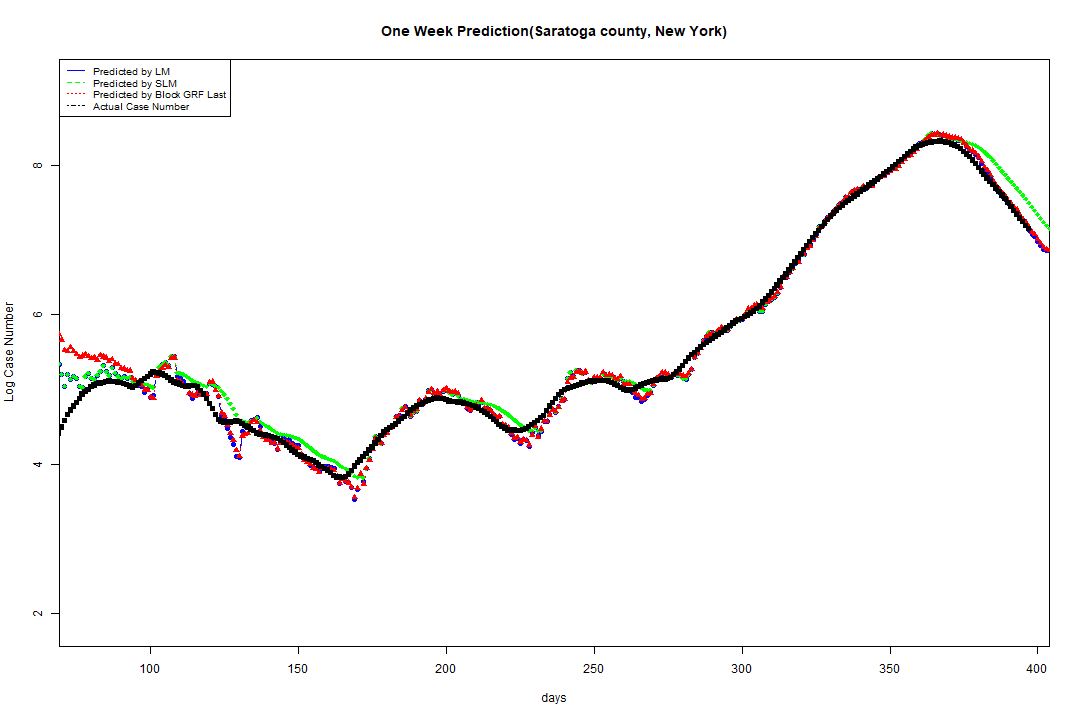 One Week Prediction(Saratoga county, New York)
Predicted by LM
Predicted by SLM
Predicted by Block GRF Last
Actual Case Number
Log Case Number
8
6
4
2
100 150 200 250 300 350 400
days